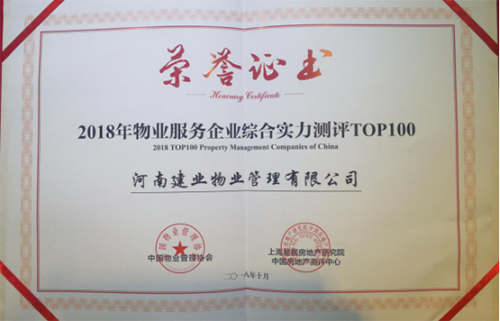 荣誉证书
Honorary Certificate
2018年物业服务企业综合实力测评TOP100
2018 TOP100 Property Management Companies of China
河南建业物业管理有限公司
中国物业管理协会
上海易居房地产研究院
中国房地产测评中心
二〇一八年十月